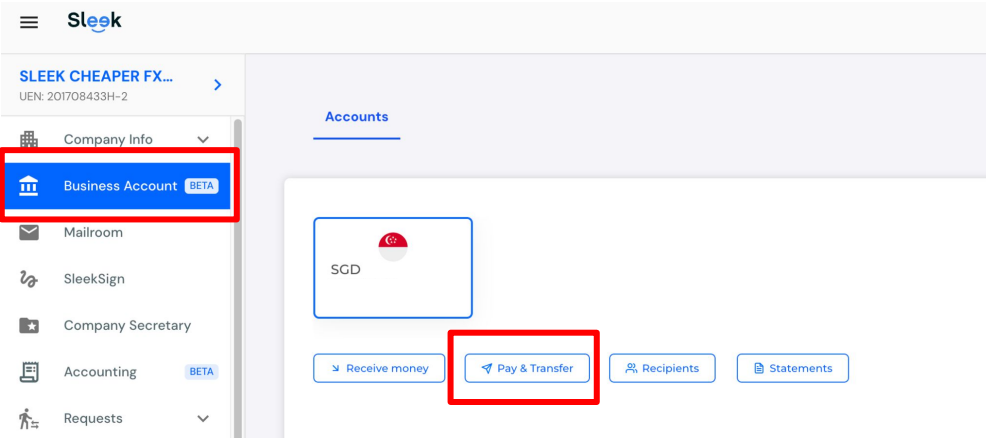 Sleek
SLEEK CHEAPER FX...
UEN: 201708433H-2
Company Info
Business Account BETA
Mailroom
SleekSign
Company Secretary
Accounting BETA
Requests
Accounts
SGD
Receive money
Pay & Transfer
Recipients
Statements